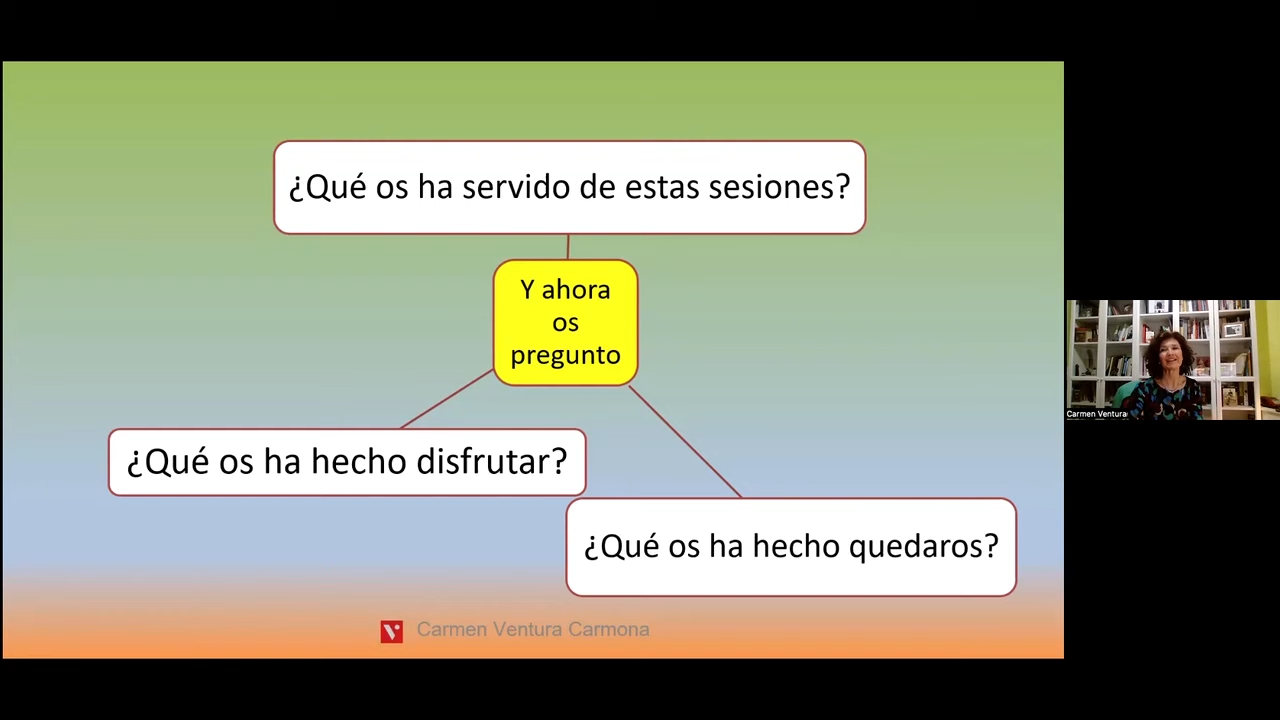 ¿Qué os ha servido de estas sesiones?
Y ahora
os
pregunto
¿Qué os ha hecho disfrutar?
¿Qué os ha hecho quedaros?
Carmen Ventura Carmona
Carmen Ventura